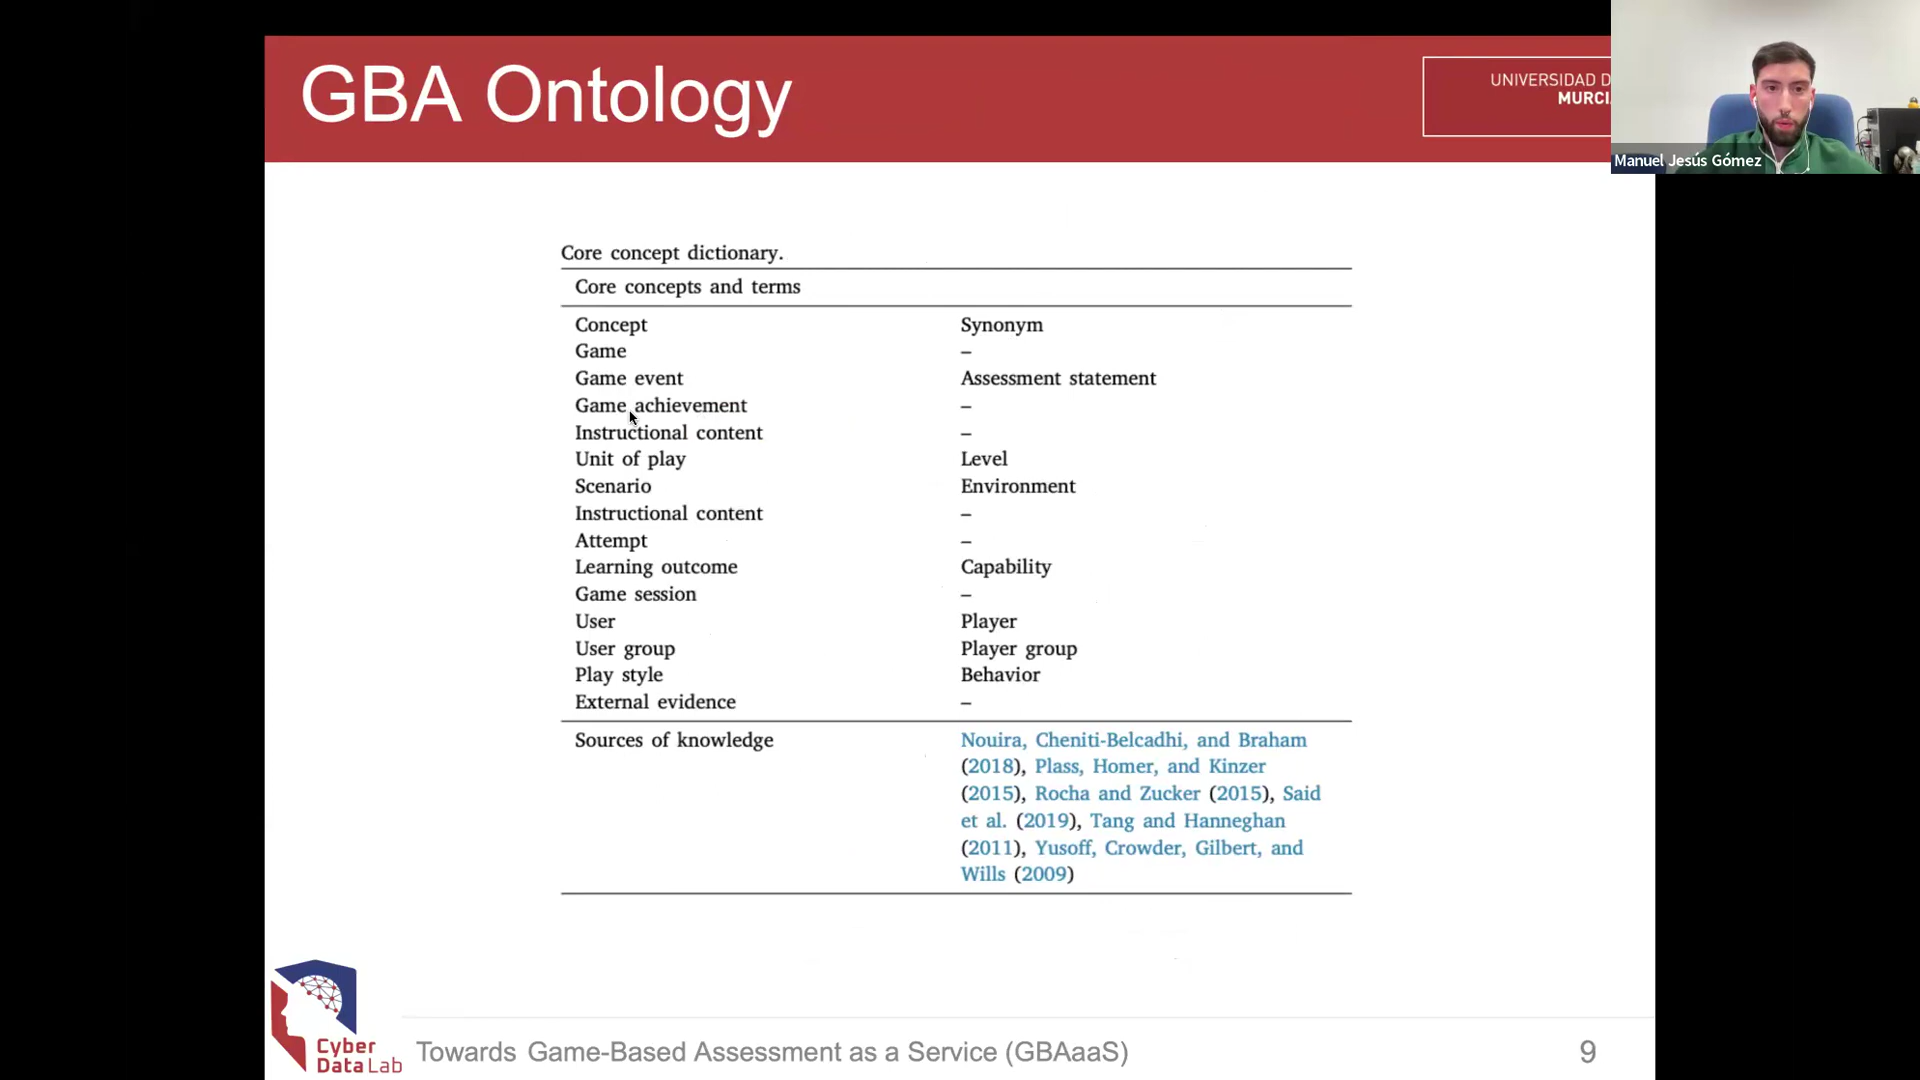 GBA Ontology
UNIVERSIDAD D
MURCI
Manuel Jesús Gómez
Core concept dictionary.
Core concepts and terms
Concept Synonym
Game –
Game event Assessment statement
Game achievement –
Instructional content –
Unit of play Level
Scenario Environment
Instructional content –
Attempt –
Learning outcome Capability
Game session –
User Player
User group Player group
Play style Behavior
External evidence –
Sources of knowledge Nouira, Cheniti-Belcadhi, and Braham
(2018), Plass, Homer, and Kinzer
(2015), Rocha and Zucker (2015), Said
et al. (2019), Tang and Hanneghan
(2011), Yusoff, Crowder, Gilbert, and
Wills (2009)
Cyber
DataLab
Towards Game-Based Assessment as a Service (GBAaaS) 9